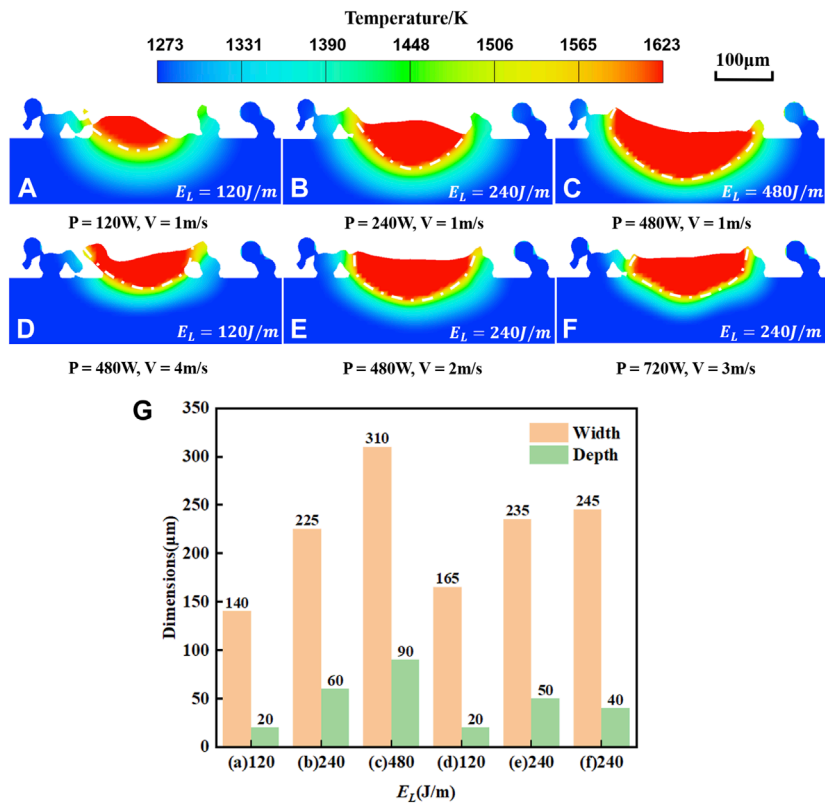 Temperature/K
1273 1331 1390 1448 1506 1565 1623
100μm
A E_L = 120J/m B E_L = 240J/m C E_L = 480J/m
P = 120W, V = 1m/s P = 240W, V = 1m/s P = 480W, V = 1m/s
D E_L = 120J/m E E_L = 240J/m F E_L = 240J/m
P = 480W, V = 4m/s P = 480W, V = 2m/s P = 720W, V = 3m/s
G
Dimensions(μm)
350
300
250
200
150
100
50
0
Width
Depth
140 20 225 60 310 90 165 20 235 50 245 40
(a)120 (b)240 (c)480 (d)120 (e)240 (f)240
E_L(J/m)